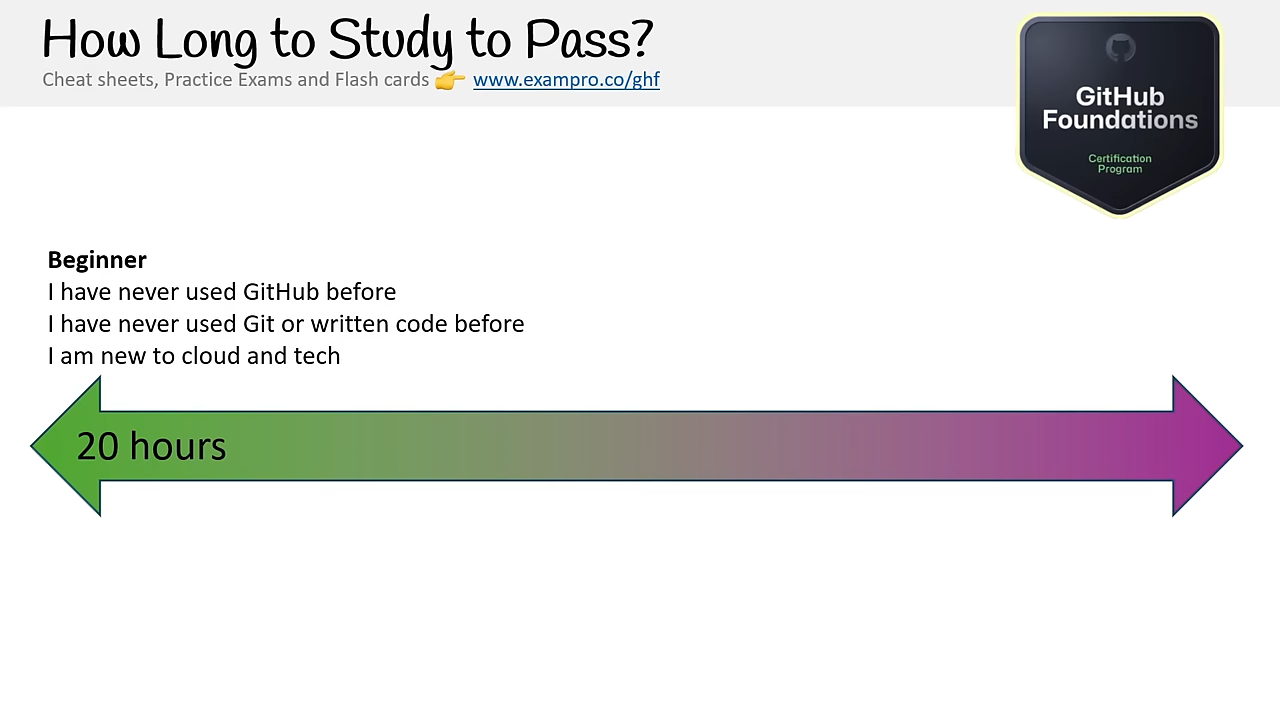 How Long to Study to Pass?
Cheat sheets, Practice Exams and Flash cards 👉 www.exampro.co/ghf
GitHub
Foundations
Certification
Program
Beginner
I have never used GitHub before
I have never used Git or written code before
I am new to cloud and tech
20 hours